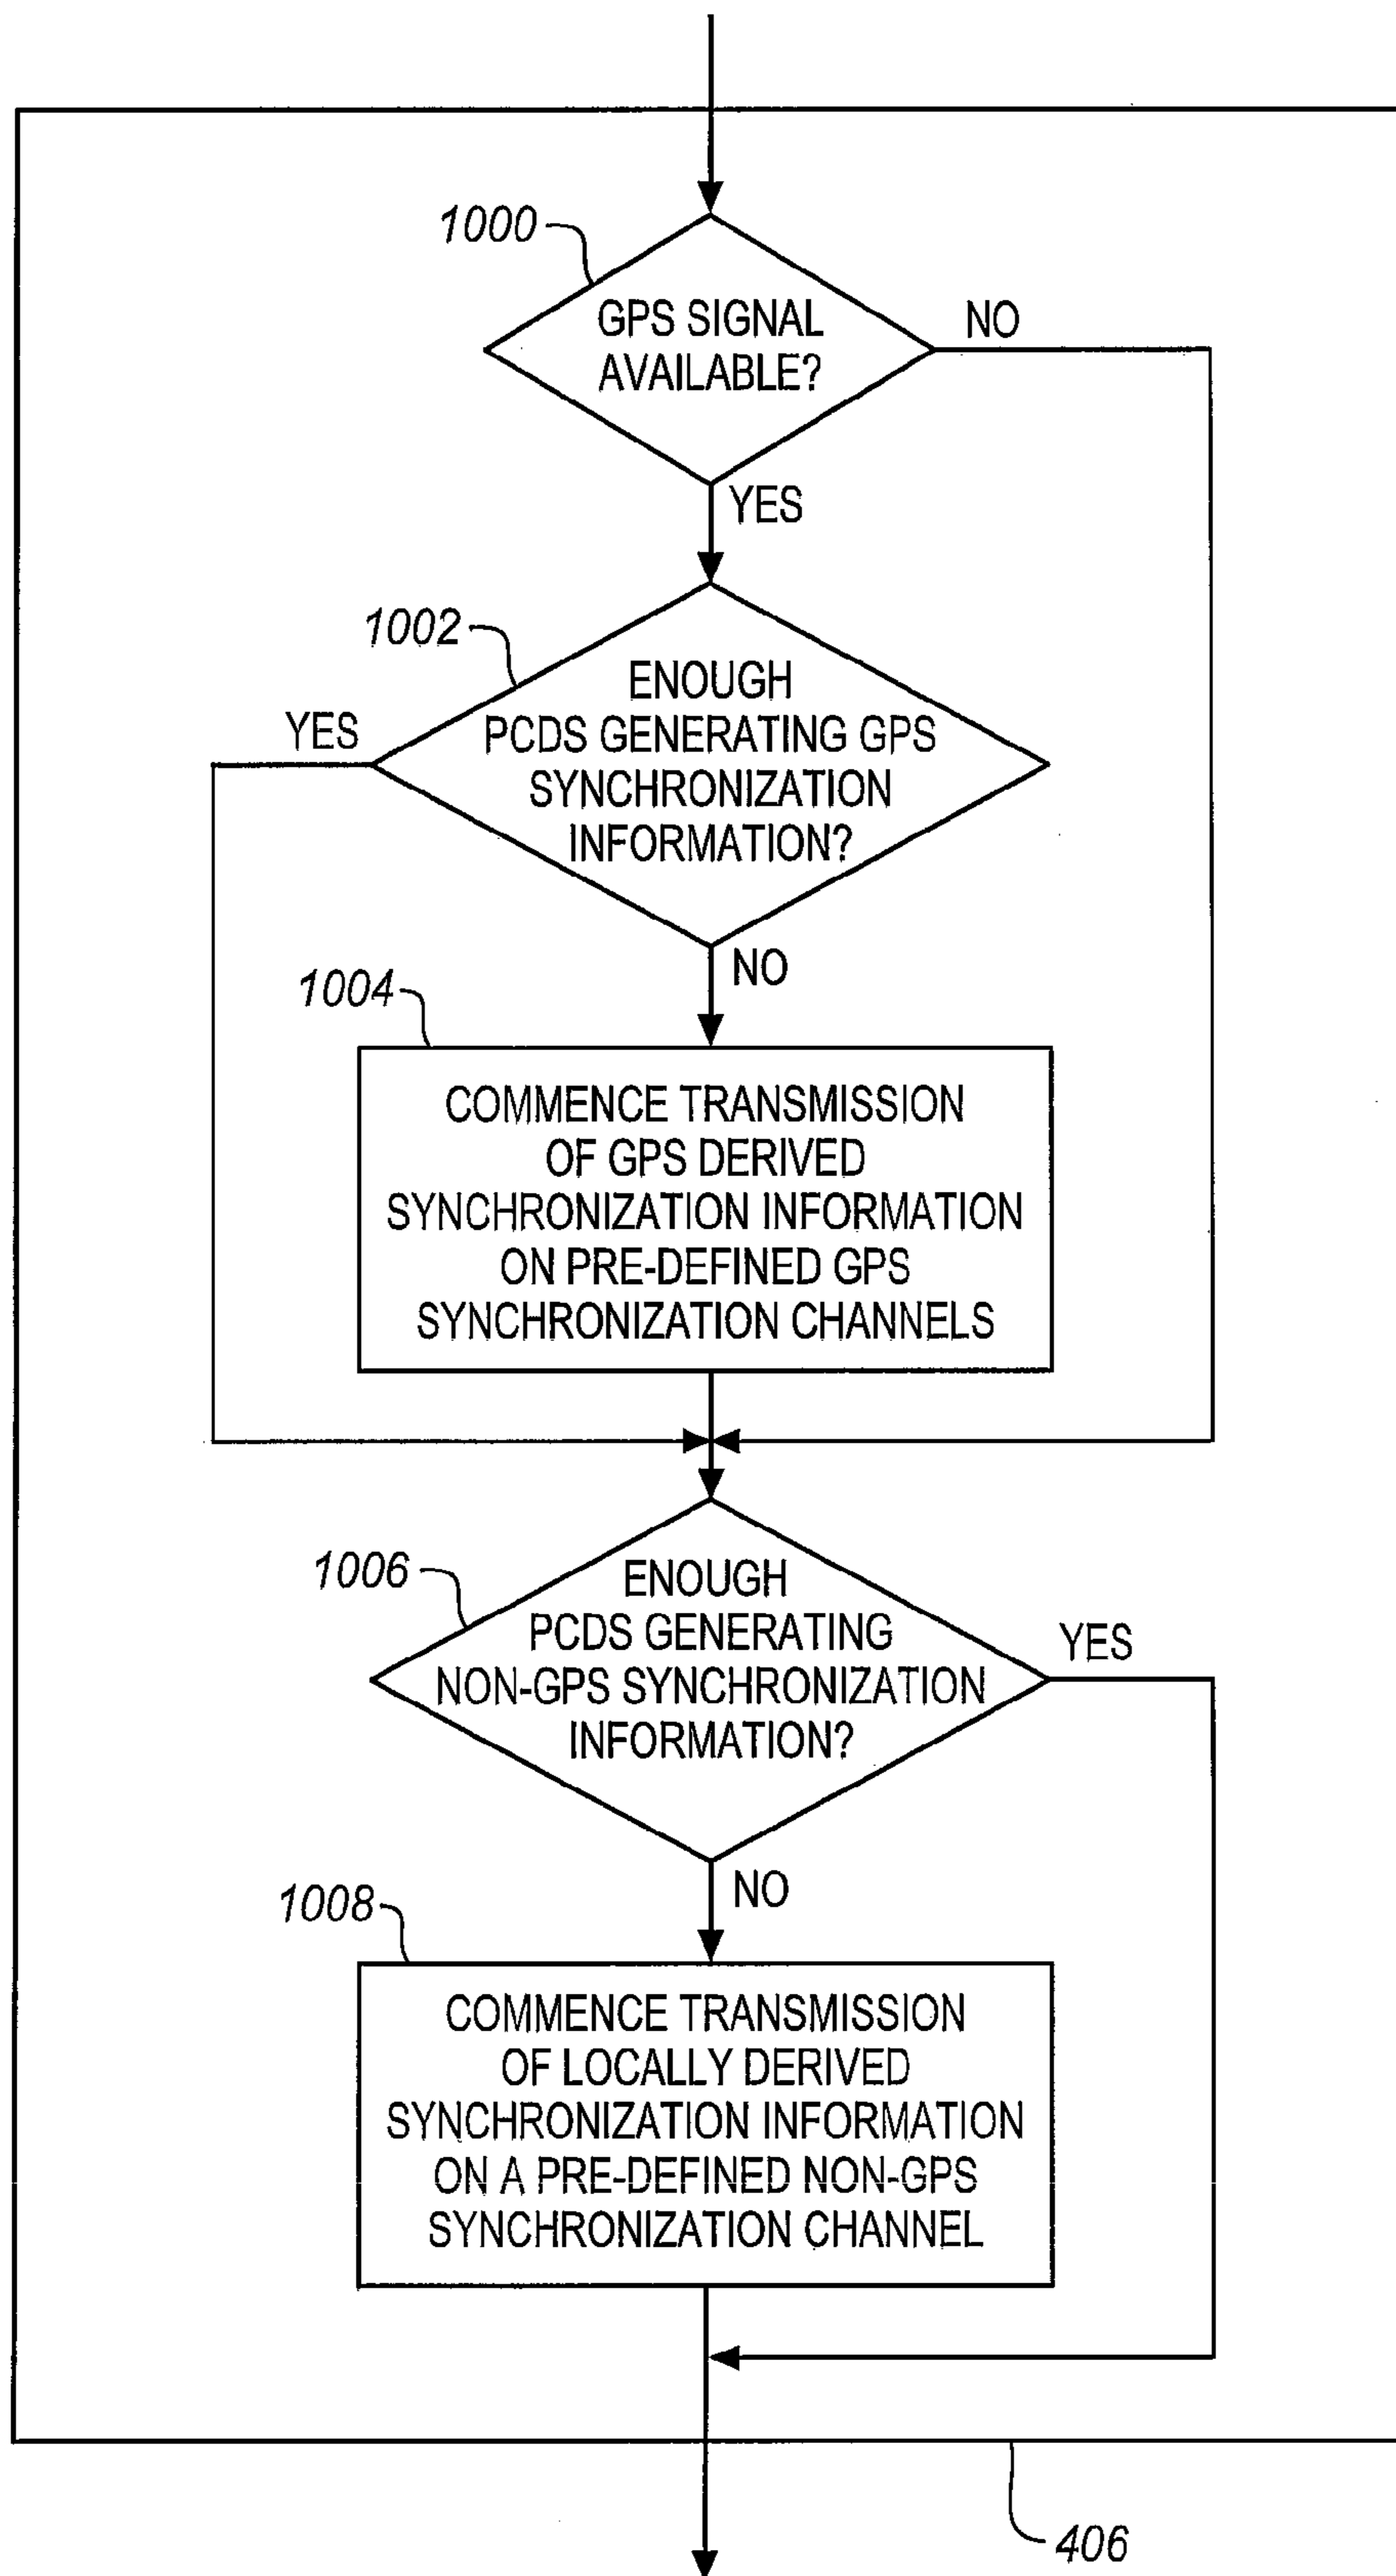 1000
GPS SIGNAL
AVAILABLE?
NO
YES
1002
ENOUGH
PCDS GENERATING GPS
SYNCHRONIZATION
INFORMATION?
YES
NO
1004
COMMENCE TRANSMISSION
OF GPS DERIVED
SYNCHRONIZATION INFORMATION
ON PRE-DEFINED GPS
SYNCHRONIZATION CHANNELS
1006
ENOUGH
PCDS GENERATING
NON-GPS SYNCHRONIZATION
INFORMATION?
YES
NO
1008
COMMENCE TRANSMISSION
OF LOCALLY DERIVED
SYNCHRONIZATION INFORMATION
ON A PRE-DEFINED NON-GPS
SYNCHRONIZATION CHANNEL
406